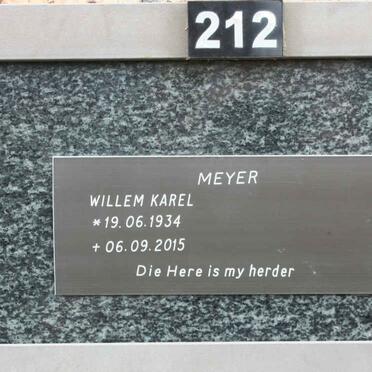 212
MEYER
WILLEM KAREL
* 19.06.1934
+ 06.09.2015
Die Here is my herder